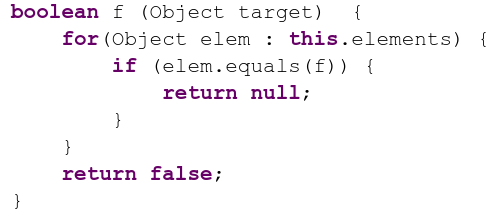 boolean f (Object target)  {
    for(Object elem : this.elements) {
        if (elem.equals(f)) {
            return null;
        }
    }
    return false;
}